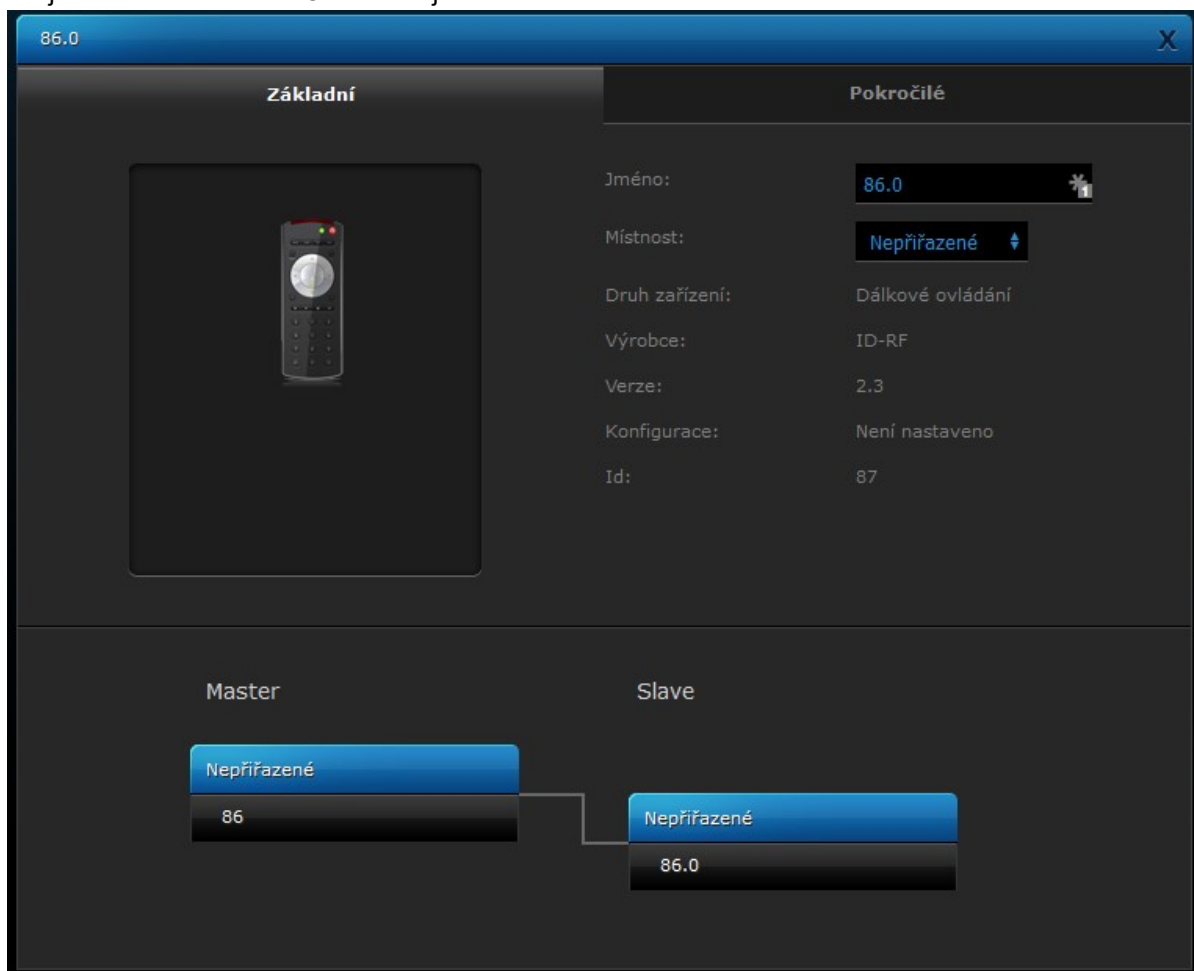 86.0 X
Základní Pokročilé
Jméno: 86.0 1
Místnost: Nepřiřazené
Druh zařízení: Dálkové ovládání
Výrobce: ID-RF
Verze: 2.3
Konfigurace: Není nastaveno
Id: 87
Master Slave
Nepřiřazené
86
Nepřiřazené
86.0